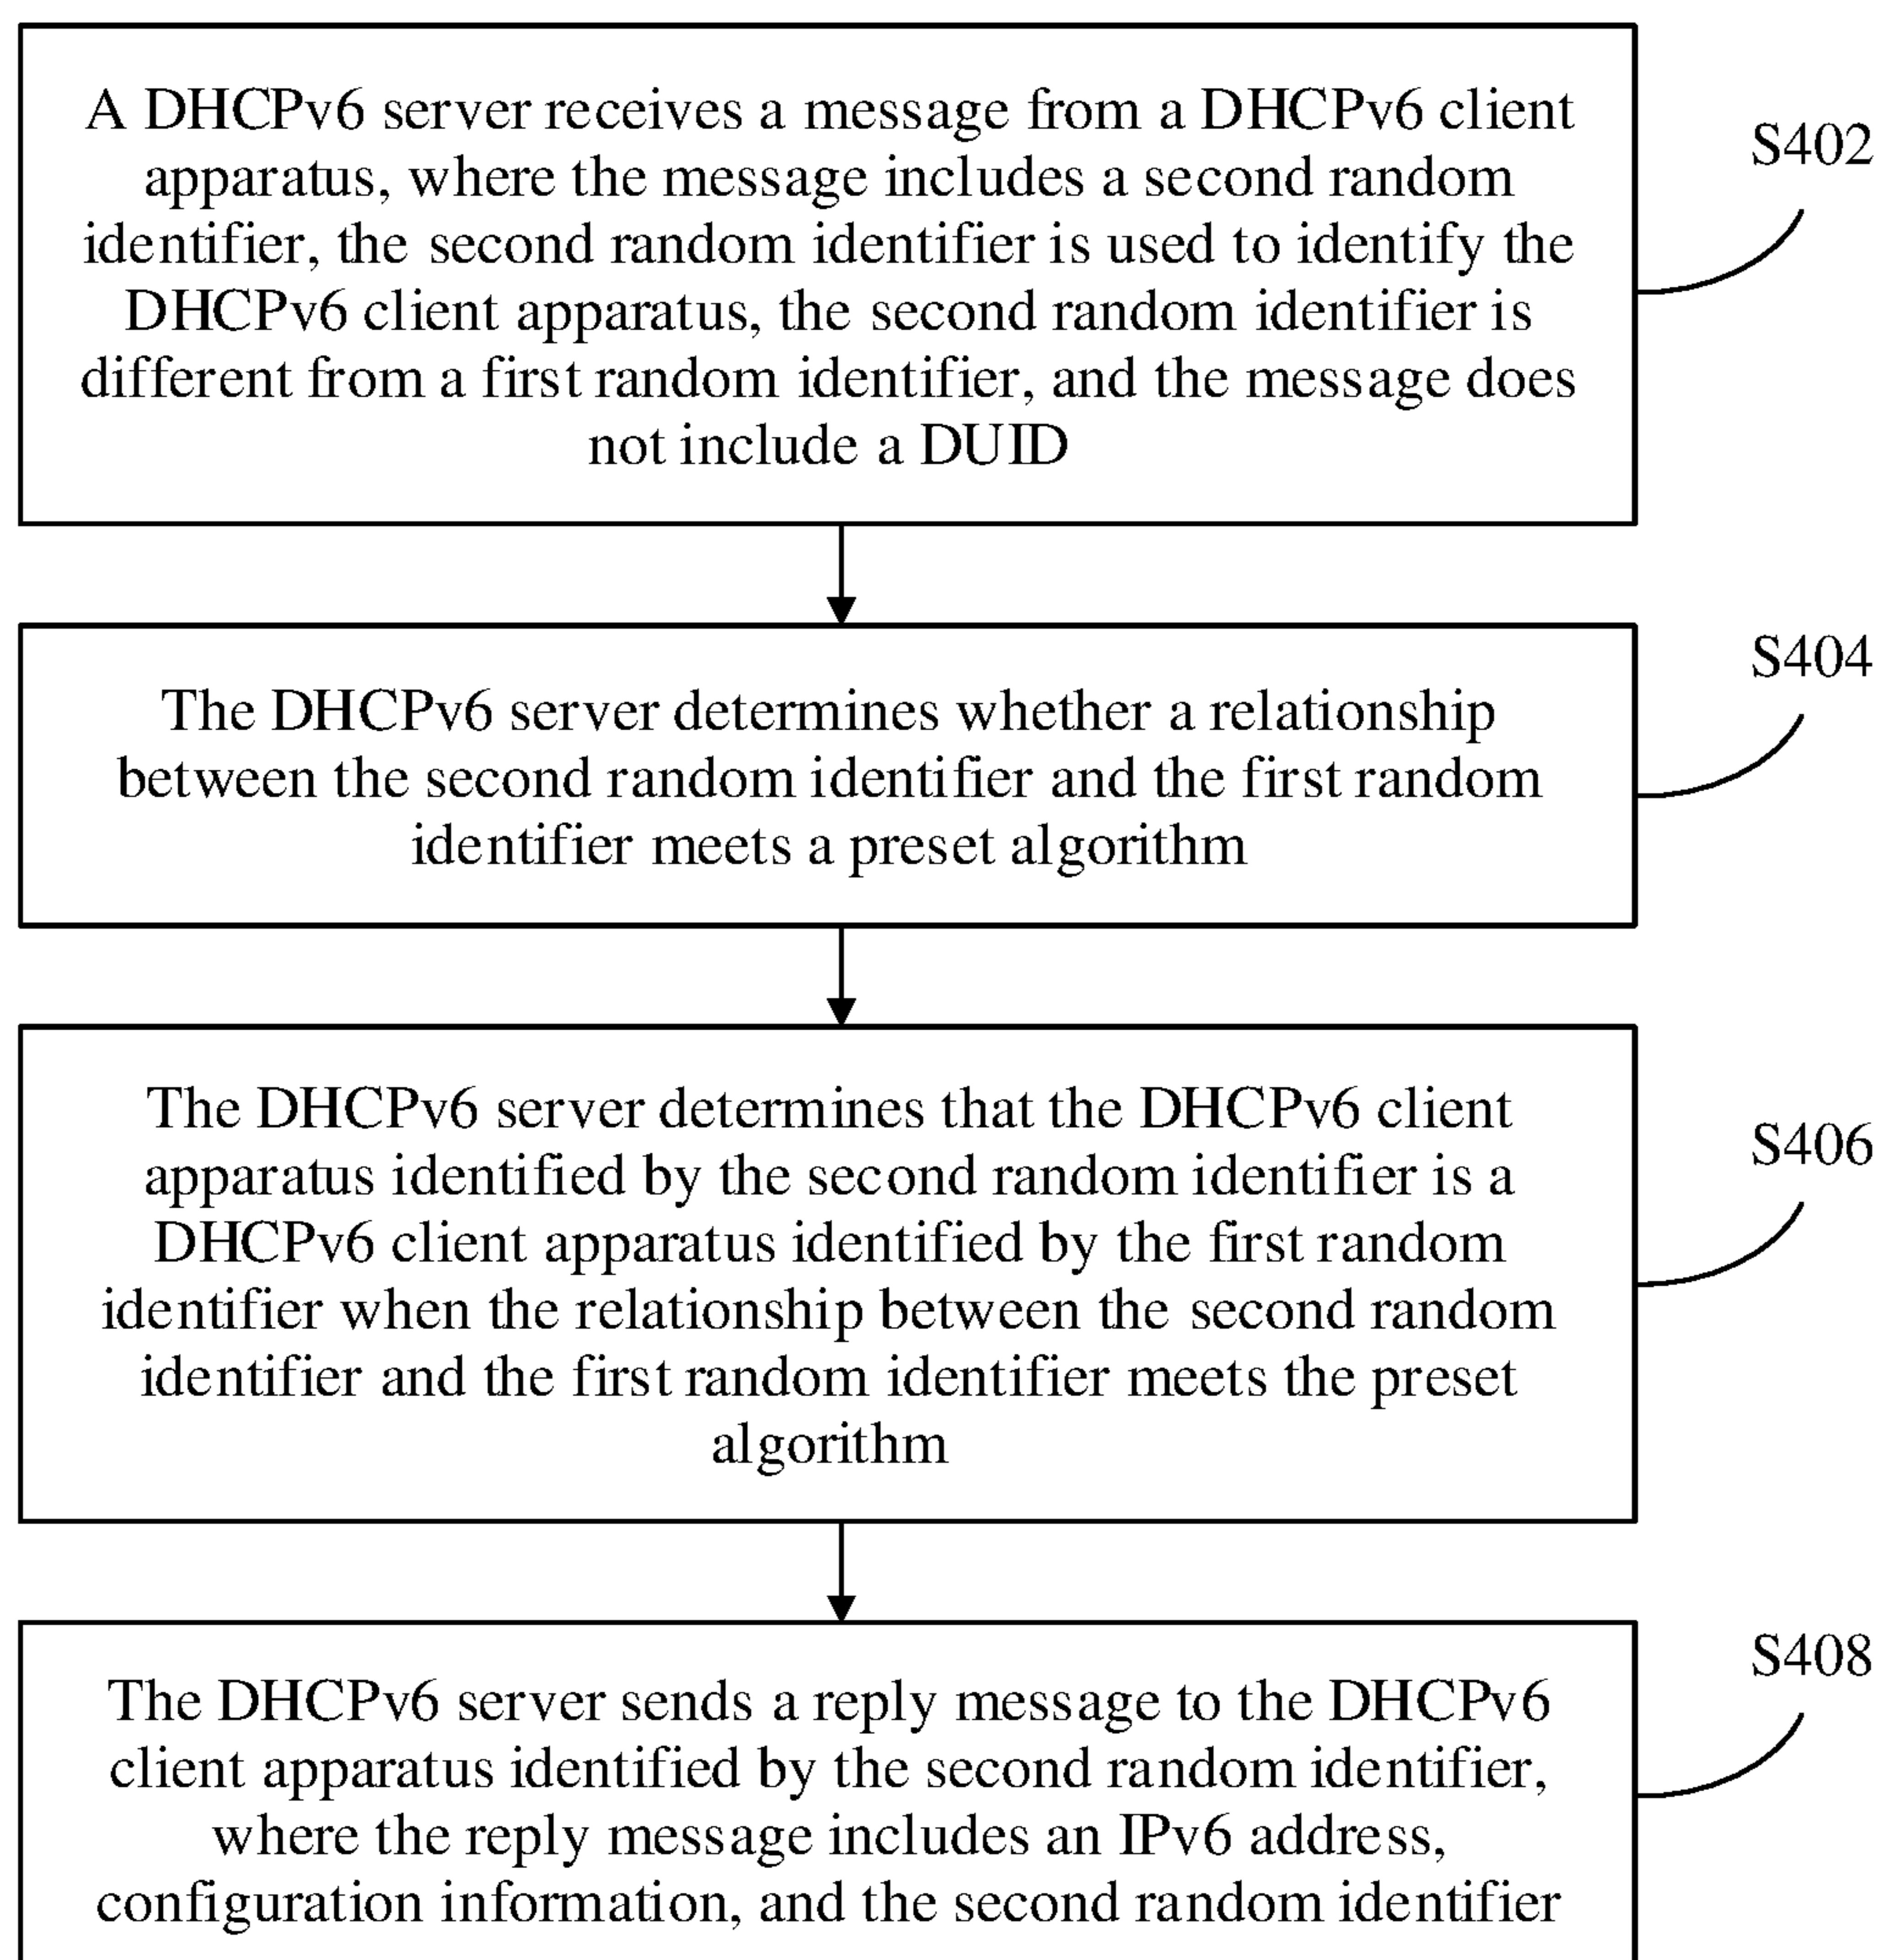 A DHCPv6 server receives a message from a DHCPv6 client
apparatus, where the message includes a second random
identifier, the second random identifier is used to identify the
DHCPv6 client apparatus, the second random identifier is
different from a first random identifier, and the message does
not include a DUID
S402
The DHCPv6 server determines whether a relationship
between the second random identifier and the first random
identifier meets a preset algorithm
S404
The DHCPv6 server determines that the DHCPv6 client
apparatus identified by the second random identifier is a
DHCPv6 client apparatus identified by the first random
identifier when the relationship between the second random
identifier and the first random identifier meets the preset
algorithm
S406
The DHCPv6 server sends a reply message to the DHCPv6
client apparatus identified by the second random identifier,
where the reply message includes an IPv6 address,
configuration information, and the second random identifier
S408